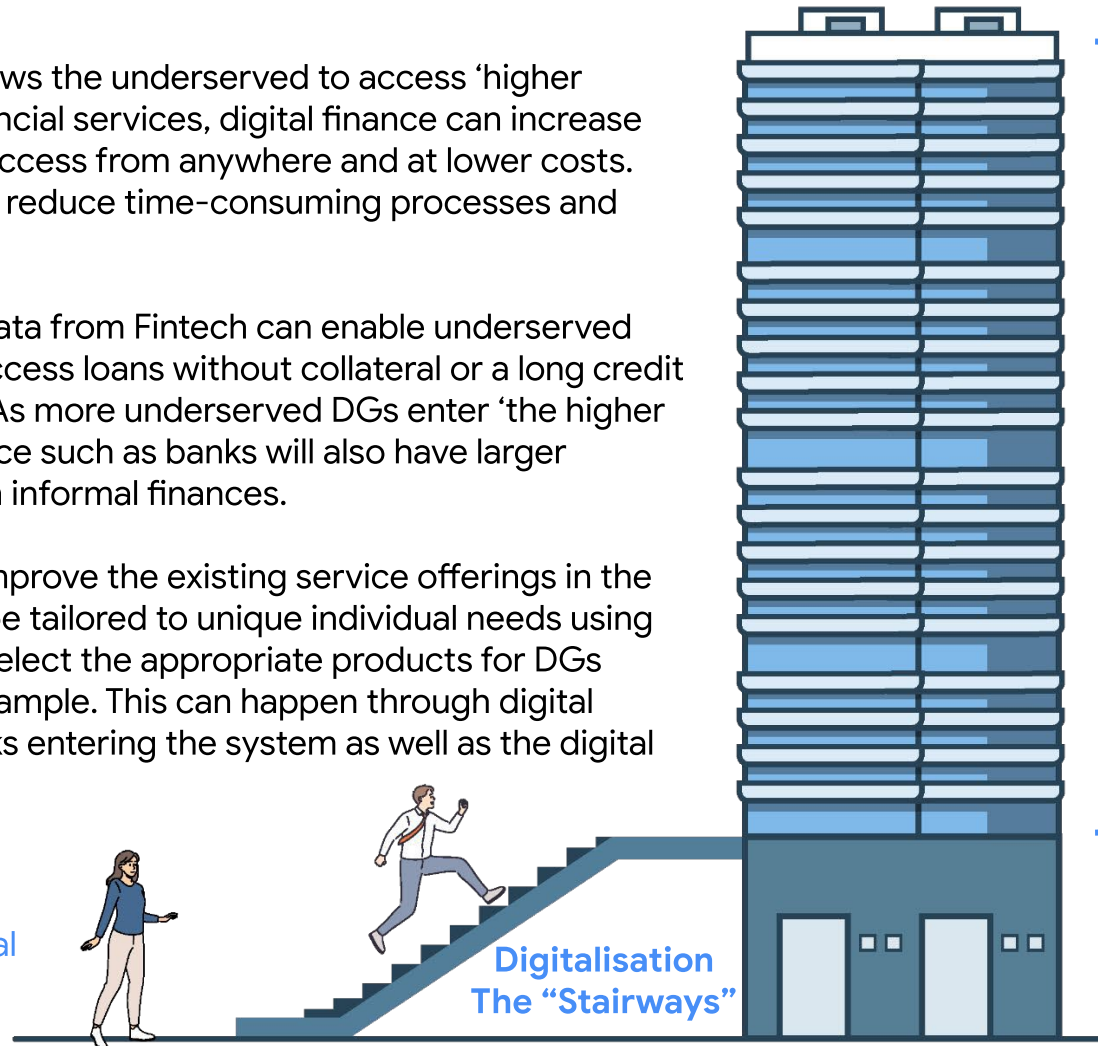 ws the underserved to access ‘higher
ncial services, digital finance can increase
ccess from anywhere and at lower costs.
reduce time-consuming processes and
ata from Fintech can enable underserved
ccess loans without collateral or a long credit
As more underserved DGs enter ‘the higher
ce such as banks will also have larger
informal finances.
mprove the existing service offerings in the
e tailored to unique individual needs using
elect the appropriate products for DGs
ample. This can happen through digital
ks entering the system as well as the digital
al
Digitalisation
The “Stairways”